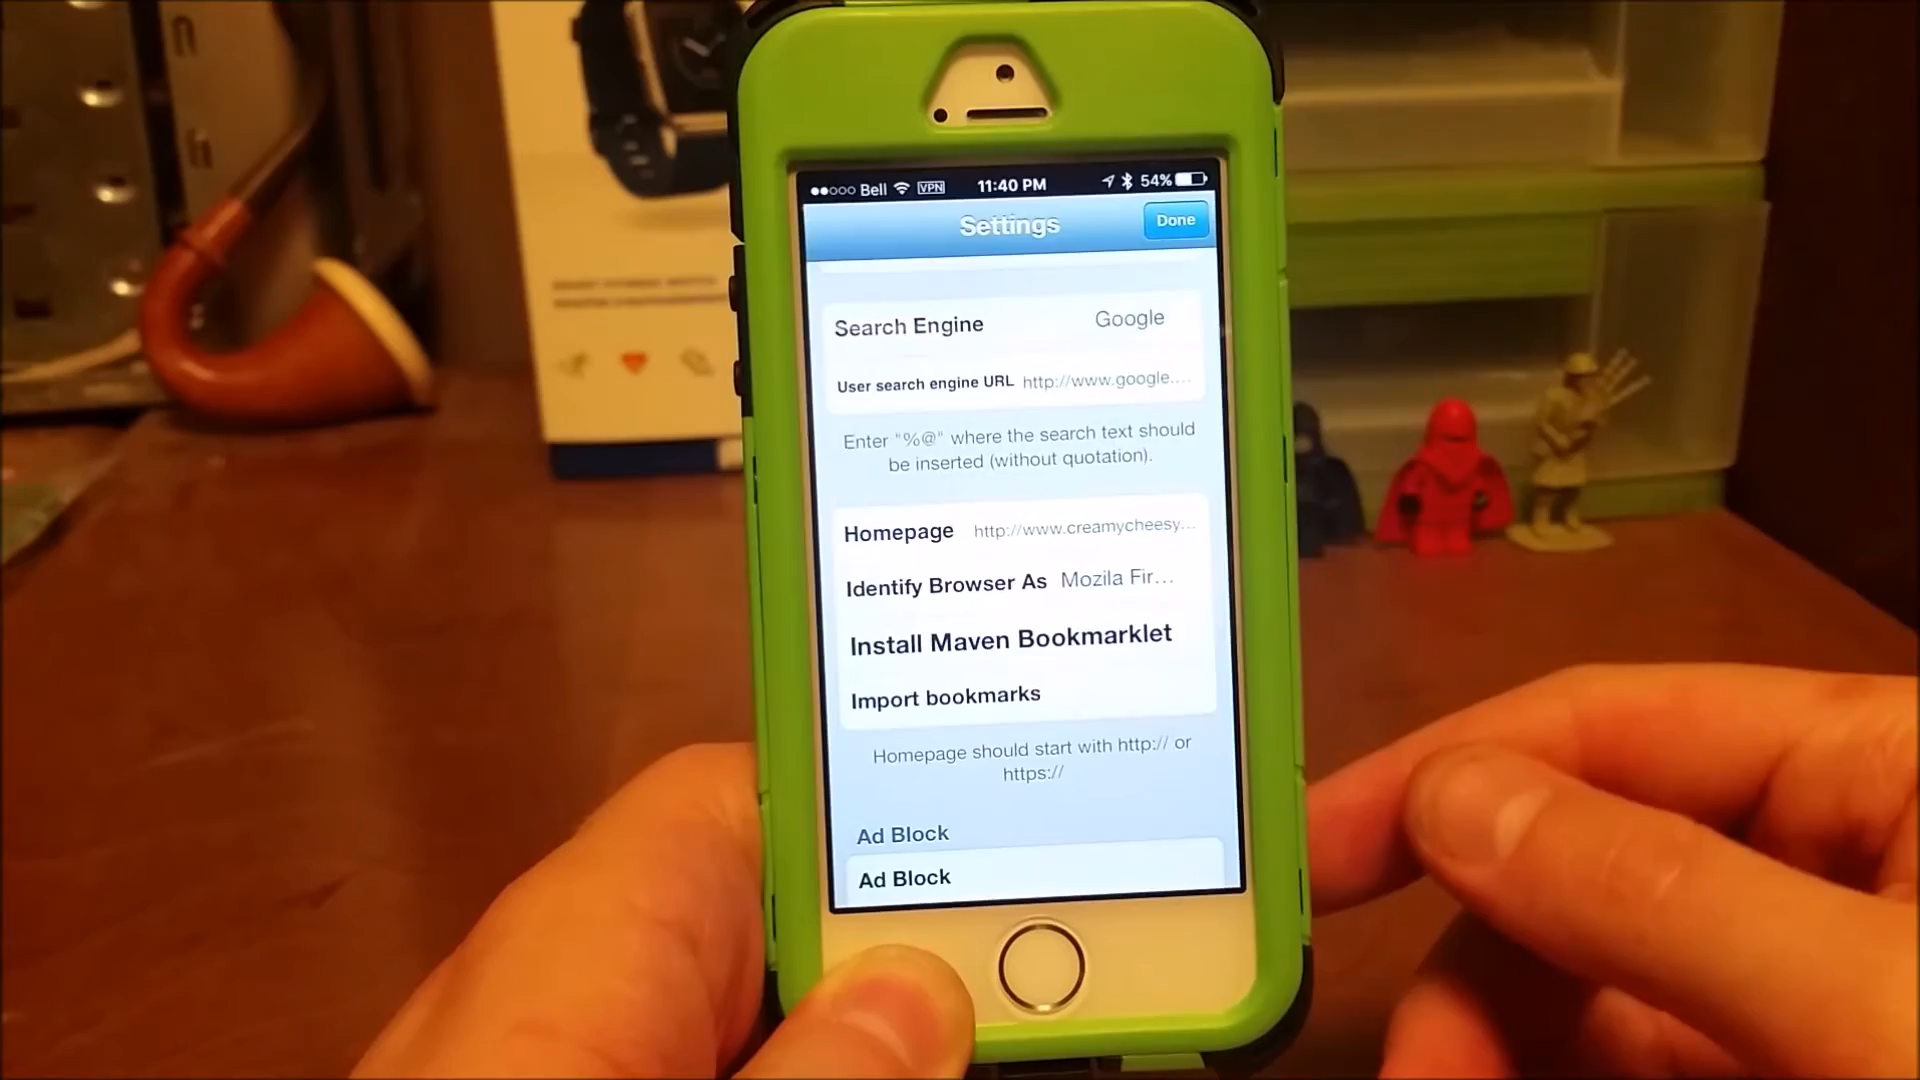 Bell VPN 11:40 PM 54%
Settings Done
Search Engine Google
User search engine URL http://www.google....
Enter "%@" where the search text should
be inserted (without quotation).
Homepage http://www.creamycheesy...
Identify Browser As Mozila Fir...
Install Maven Bookmarklet
Import bookmarks
Homepage should start with http:// or
https://
Ad Block
Ad Block